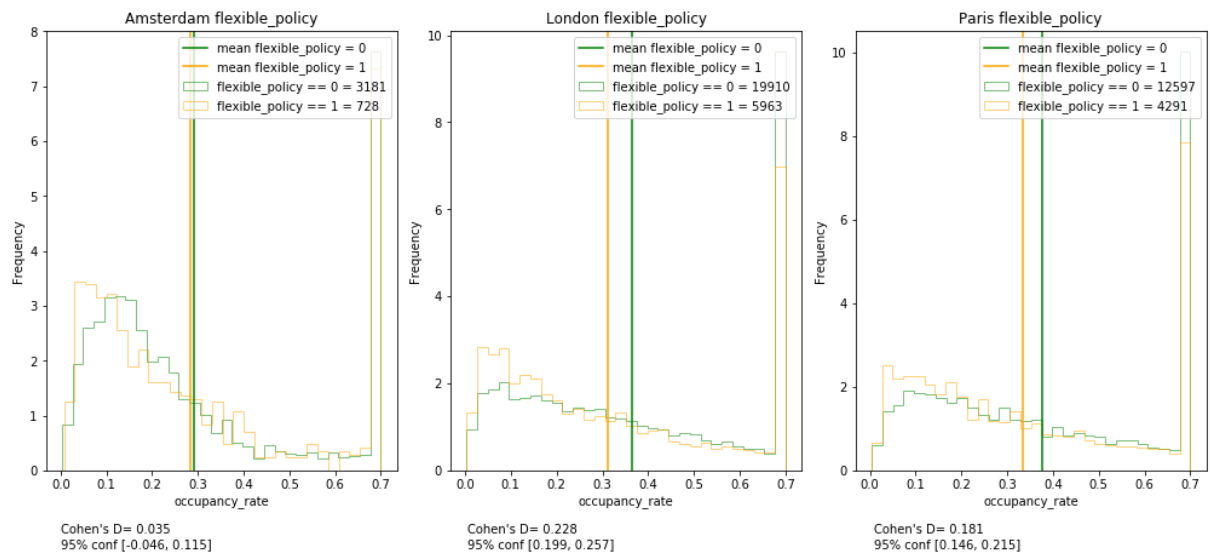 Amsterdam flexible_policy
mean flexible_policy = 0
mean flexible_policy = 1
flexible_policy == 0 = 3181
flexible_policy == 1 = 728
Frequency
8
7
6
5
4
3
2
1
0
0.0 0.1 0.2 0.3 0.4 0.5 0.6 0.7
occupancy_rate
Cohen's D= 0.035
95% conf [-0.046, 0.115]
London flexible_policy
mean flexible_policy = 0
mean flexible_policy = 1
flexible_policy == 0 = 19910
flexible_policy == 1 = 5963
Frequency
10
8
6
4
2
0
0.0 0.1 0.2 0.3 0.4 0.5 0.6 0.7
occupancy_rate
Cohen's D= 0.228
95% conf [0.199, 0.257]
Paris flexible_policy
mean flexible_policy = 0
mean flexible_policy = 1
flexible_policy == 0 = 12597
flexible_policy == 1 = 4291
Frequency
10
8
6
4
2
0
0.0 0.1 0.2 0.3 0.4 0.5 0.6 0.7
occupancy_rate
Cohen's D= 0.181
95% conf [0.146, 0.215]